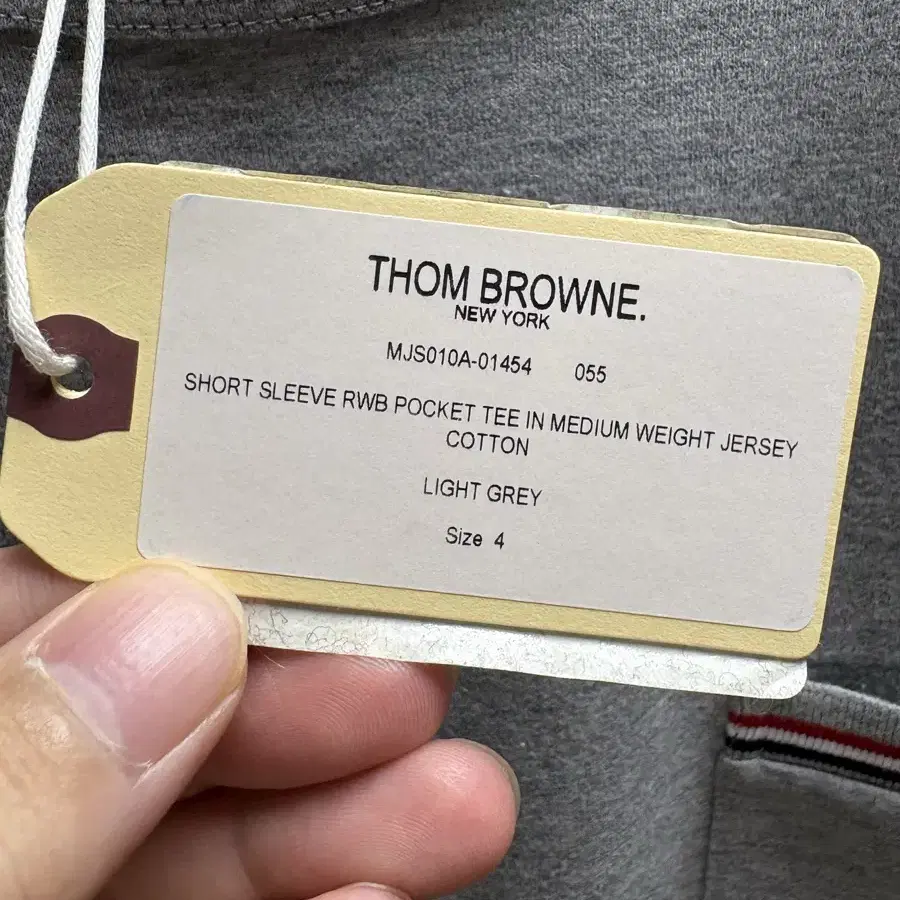 THOM BROWNE.
NEW YORK
MJS010A-01454 055
SHORT SLEEVE RWB POCKET TEE IN MEDIUM WEIGHT JERSEY
COTTON
LIGHT GREY
Size 4